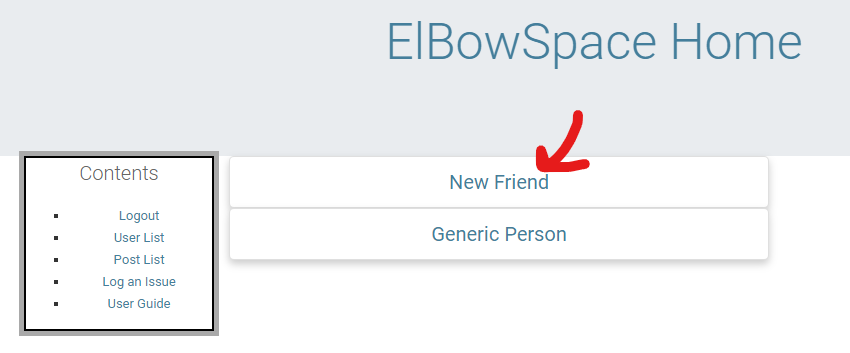 ElBowSpace Home
Contents
Logout
User List
Post List
Log an Issue
User Guide
New Friend
Generic Person